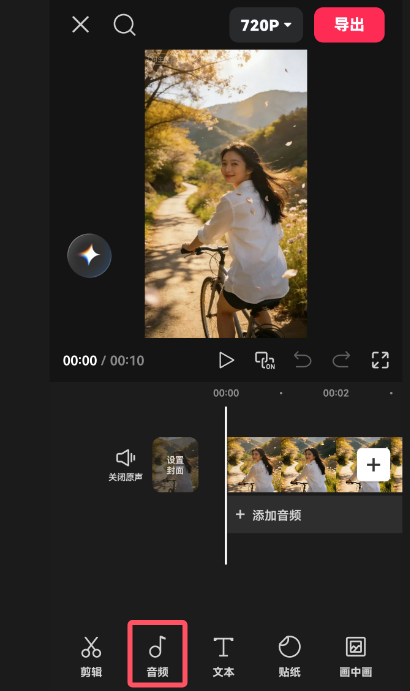 720P
导出
00:00 / 00:10
ON
00:00
00:02
关闭原声
设置
封面
+ 添加音频
剪辑
音频
文本
贴纸
画中画